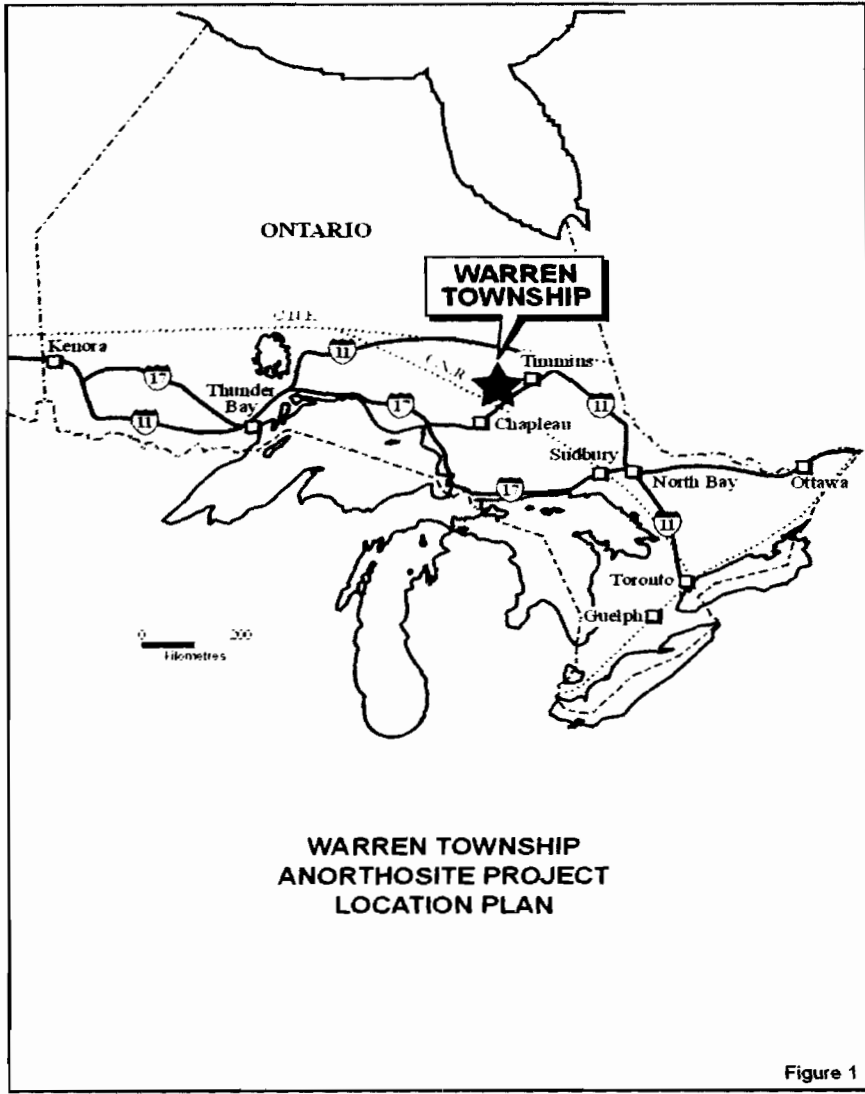 ONTARIO
WARREN
TOWNSHIP
11
C.N.R.
Kenora
Timmins
17
Thunder
Bay
17
11
11
Chapleau
Sudbury
North Bay
Ottawa
17
11
Toronto
Guelph
0 200
kilometres
WARREN TOWNSHIP
ANORTHOSITE PROJECT
LOCATION PLAN
Figure 1